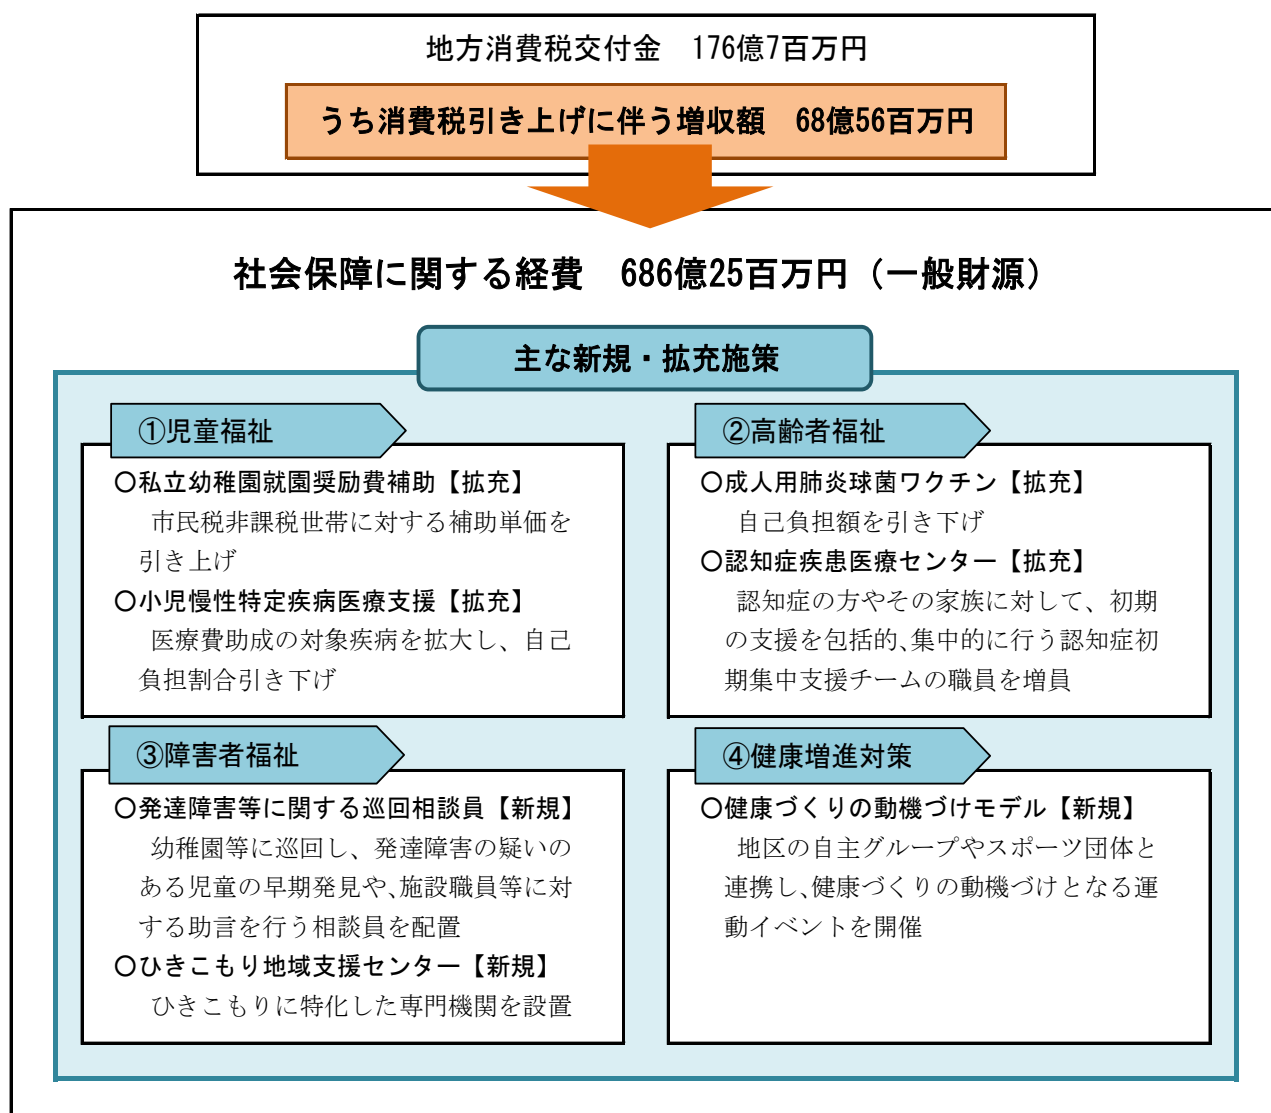 地方消費税交付金　176億7百万円
うち消費税引き上げに伴う増収額　68億56百万円
社会保障に関する経費　686億25百万円（一般財源）
主な新規・拡充施策
①児童福祉
〇私立幼稚園就園奨励費補助【拡充】
市民税非課税世帯に対する補助単価を
引き上げ
〇小児慢性特定疾病医療支援【拡充】
医療費助成の対象疾病を拡大し、自己
負担割合引き下げ
②高齢者福祉
〇成人用肺炎球菌ワクチン【拡充】
自己負担額を引き下げ
〇認知症疾患医療センター【拡充】
認知症の方やその家族に対して、初期
の支援を包括的、集中的に行う認知症初
期集中支援チームの職員を増員
③障害者福祉
〇発達障害等に関する巡回相談員【新規】
幼稚園等に巡回し、発達障害の疑いの
ある児童の早期発見や、施設職員等に対
する助言を行う相談員を配置
〇ひきこもり地域支援センター【新規】
ひきこもりに特化した専門機関を設置
④健康増進対策
〇健康づくりの動機づけモデル【新規】
地区の自主グループやスポーツ団体と
連携し、健康づくりの動機づけとなる運
動イベントを開催